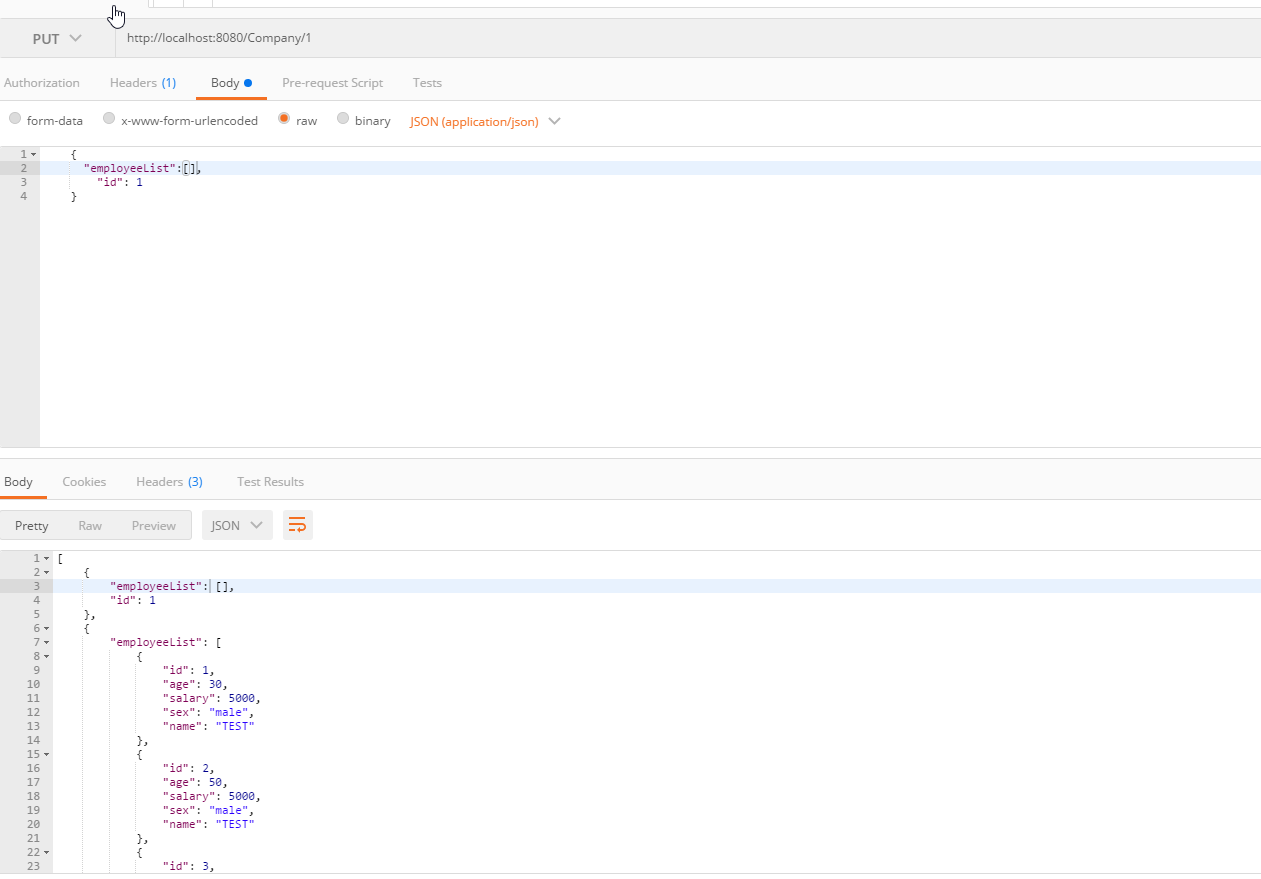 PUT http://localhost:8080/Company/1
Authorization Headers (1) Body Pre-request Script Tests
form-data x-www-form-urlencoded raw binary JSON (application/json)
1 {
2 "employeeList":[],
3 "id": 1
4 }
Body Cookies Headers (3) Test Results
Pretty Raw Preview JSON
1 [
2 {
3 "employeeList": [],
4 "id": 1
5 },
6 {
7 "employeeList": [
8 {
9 "id": 1,
10 "age": 30,
11 "salary": 5000,
12 "sex": "male",
13 "name": "TEST"
14 },
15 {
16 "id": 2,
17 "age": 50,
18 "salary": 5000,
19 "sex": "male",
20 "name": "TEST"
21 },
22 {
23 "id": 3,